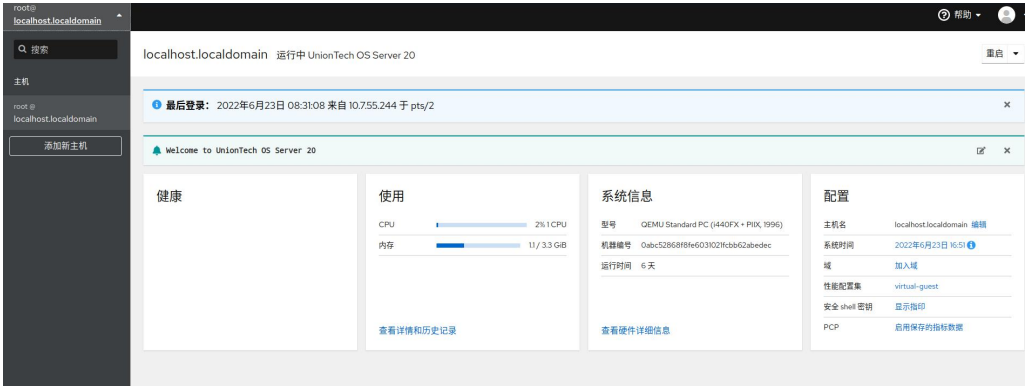 root@
localhost.localdomain
帮助
搜索
localhost.localdomain 运行中 UnionTech OS Server 20
重启
主机
root @
localhost.localdomain
最后登录： 2022年6月23日 08:31:08 来自 10.7.55.244 于 pts/2
添加新主机
Welcome to UnionTech OS Server 20
健康
使用
CPU 2% 1 CPU
内存 1.1 / 3.3 GiB
查看详情和历史记录
系统信息
型号 QEMU Standard PC (i440FX + PIIX, 1996)
机器编号 0abc52868f8fe6031021fcbb62abedec
运行时间 6 天
查看硬件详细信息
配置
主机名 localhost.localdomain 编辑
系统时间 2022年6月23日 16:51
域 加入域
性能配置集 virtual-guest
安全 shell 密钥 显示指印
PCP 启用保存的指标数据